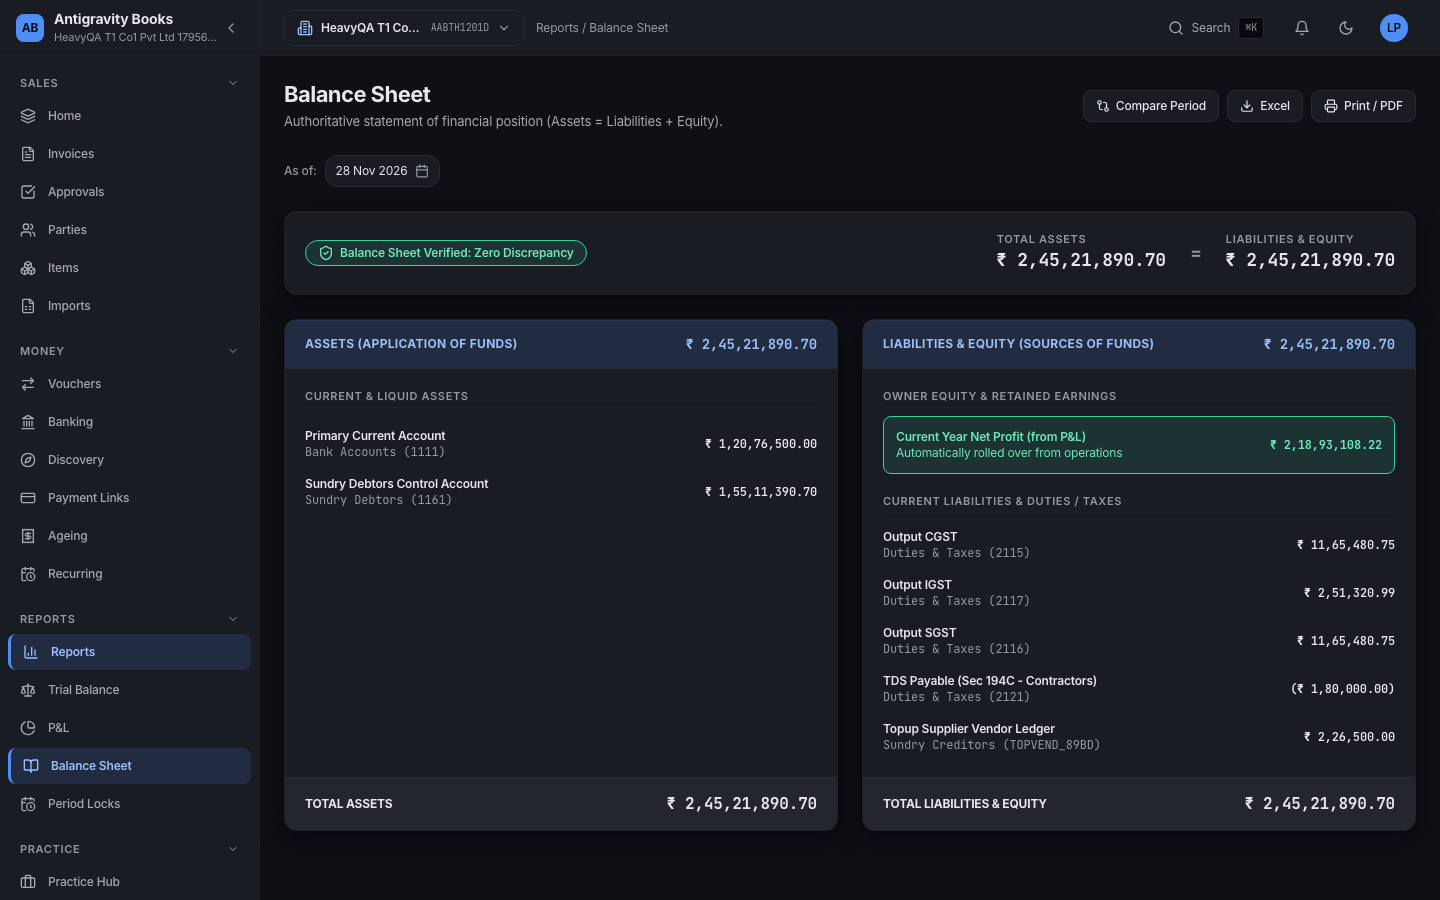 AB
Antigravity Books
HeavyQA T1 Co1 Pvt Ltd 17956...
SALES
Home
Invoices
Approvals
Parties
Items
Imports
MONEY
Vouchers
Banking
Discovery
Payment Links
Ageing
Recurring
REPORTS
Reports
Trial Balance
P&L
Balance Sheet
Period Locks
PRACTICE
Practice Hub
HeavyQA T1 Co... AABTH1201D
Reports / Balance Sheet
Search ⌘K
LP
Balance Sheet
Authoritative statement of financial position (Assets = Liabilities + Equity).
Compare Period
Excel
Print / PDF
As of: 28 Nov 2026
Balance Sheet Verified: Zero Discrepancy
TOTAL ASSETS
₹ 2,45,21,890.70
=
LIABILITIES & EQUITY
₹ 2,45,21,890.70
ASSETS (APPLICATION OF FUNDS) ₹ 2,45,21,890.70
CURRENT & LIQUID ASSETS
Primary Current Account
Bank Accounts (1111)
₹ 1,20,76,500.00
Sundry Debtors Control Account
Sundry Debtors (1161)
₹ 1,55,11,390.70
TOTAL ASSETS ₹ 2,45,21,890.70
LIABILITIES & EQUITY (SOURCES OF FUNDS) ₹ 2,45,21,890.70
OWNER EQUITY & RETAINED EARNINGS
Current Year Net Profit (from P&L)
Automatically rolled over from operations
₹ 2,18,93,108.22
CURRENT LIABILITIES & DUTIES / TAXES
Output CGST
Duties & Taxes (2115)
₹ 11,65,480.75
Output IGST
Duties & Taxes (2117)
₹ 2,51,320.99
Output SGST
Duties & Taxes (2116)
₹ 11,65,480.75
TDS Payable (Sec 194C - Contractors)
Duties & Taxes (2121)
(₹ 1,80,000.00)
Topup Supplier Vendor Ledger
Sundry Creditors (TOPVEND_89BD)
₹ 2,26,500.00
TOTAL LIABILITIES & EQUITY ₹ 2,45,21,890.70